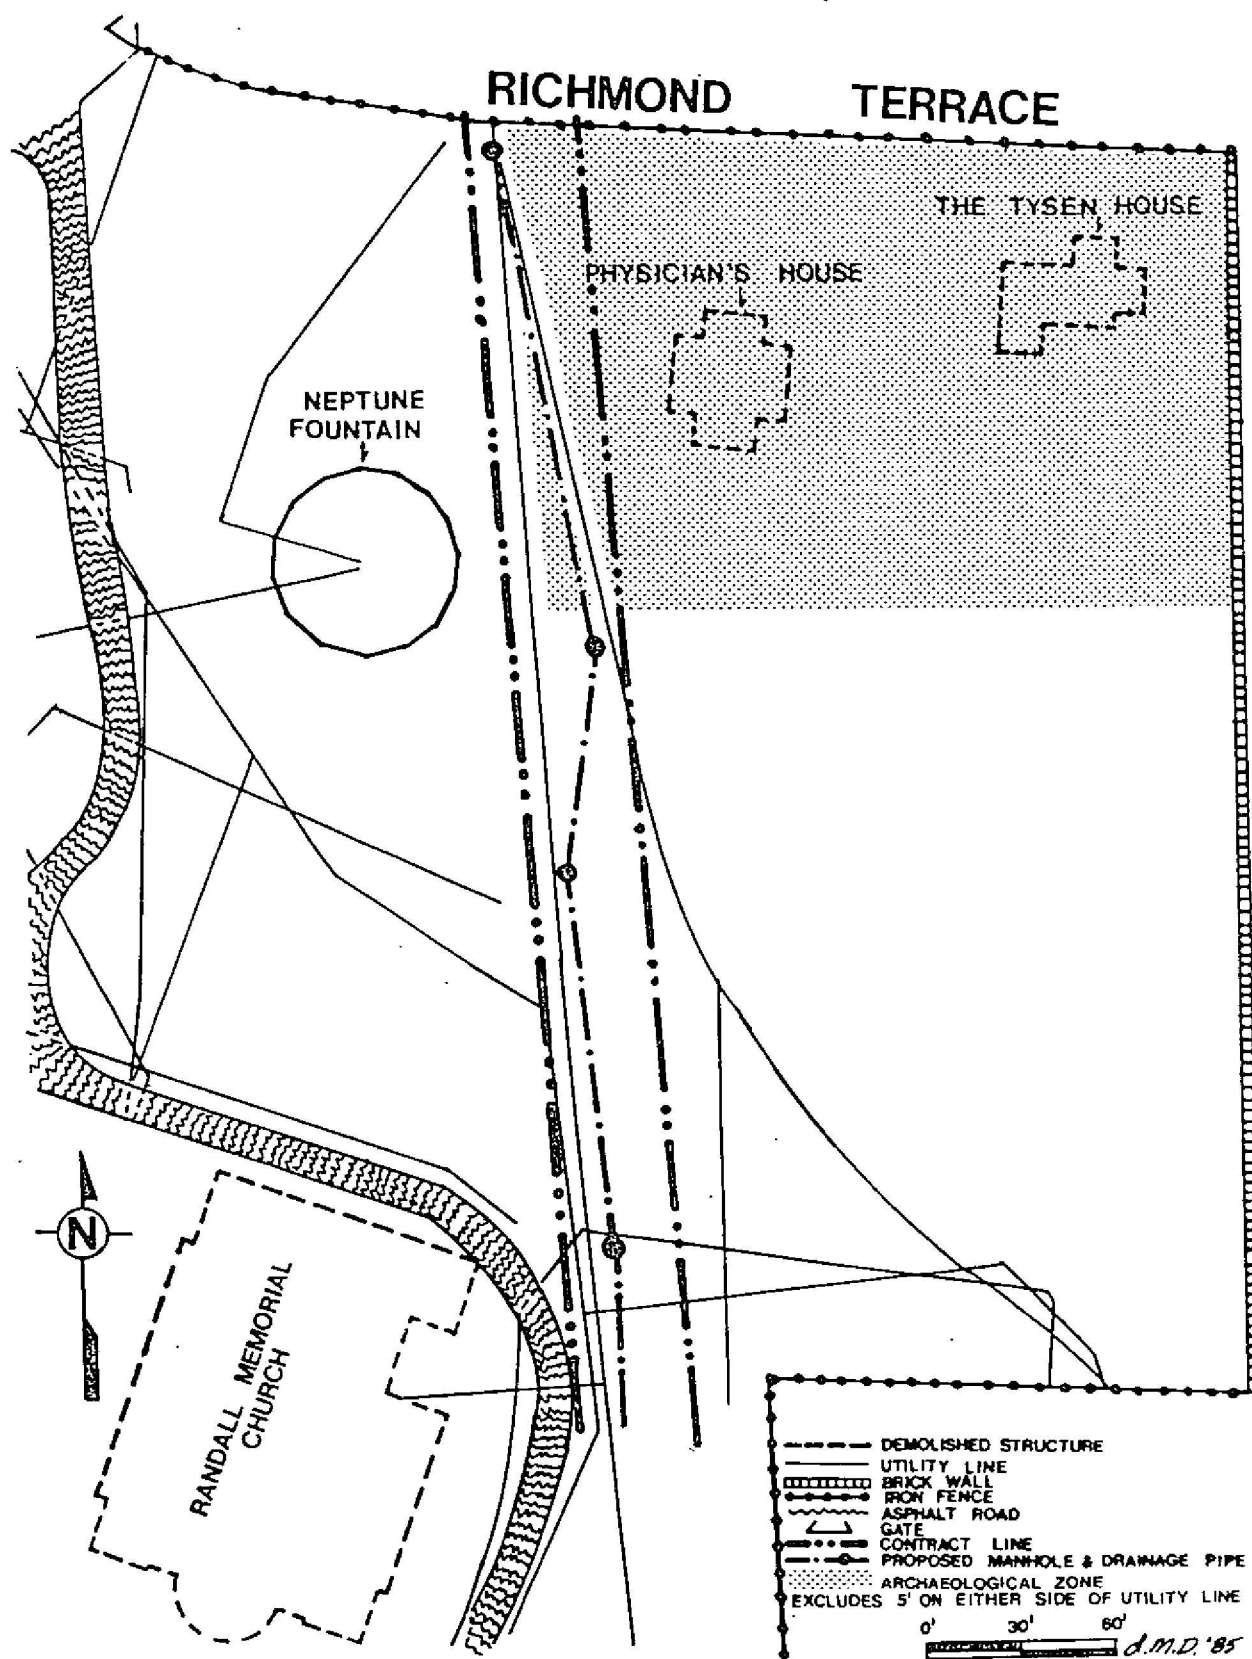 RICHMOND TERRACE
THE TYSEN HOUSE
PHYSICIAN'S HOUSE
NEPTUNE
FOUNTAIN
N
RANDALL MEMORIAL
CHURCH
DEMOLISHED STRUCTURE
UTILITY LINE
BRICK WALL
IRON FENCE
ASPHALT ROAD
GATE
CONTRACT LINE
PROPOSED MANHOLE & DRAINAGE PIPE
ARCHAEOLOGICAL ZONE
EXCLUDES 5' ON EITHER SIDE OF UTILITY LINE
0' 30' 60'
d.M.D. '85